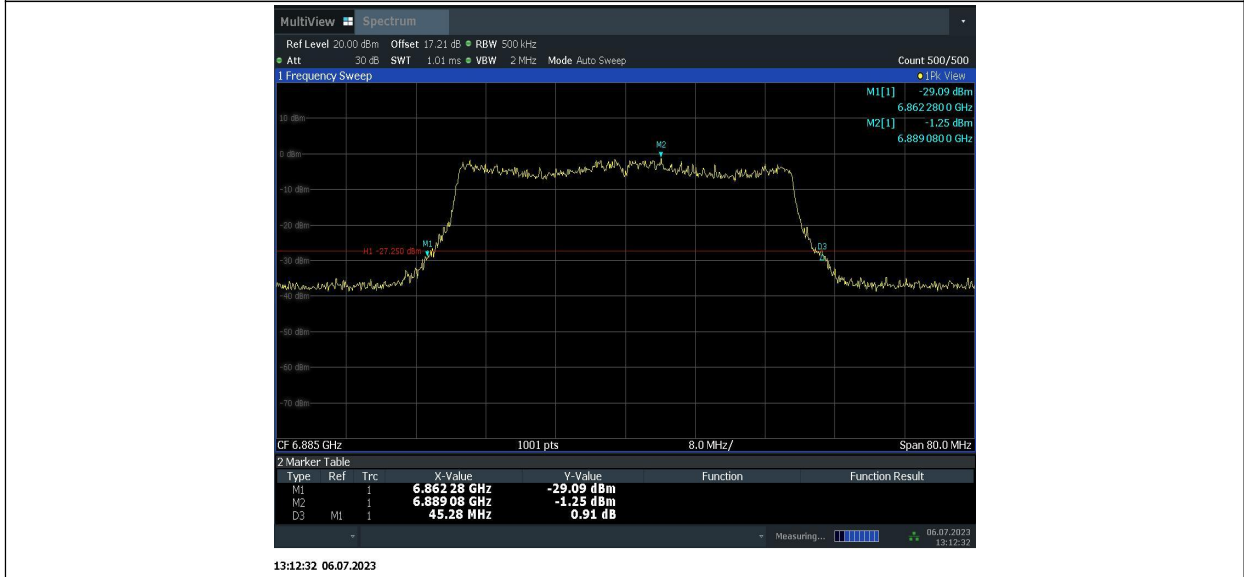 MultiView Spectrum
Ref Level 20.00 dBm Offset 17.21 dB RBW 500 kHz
Att 30 dB SWT 1.01 ms VBW 2 MHz Mode Auto Sweep Count 500/500
1 Frequency Sweep 1Pk View
M1[1] -29.09 dBm
6.862 280 0 GHz
M2[1] -1.25 dBm
6.889 080 0 GHz
10 dBm
M2
0 dBm
-10 dBm
-20 dBm
M1
D3
H1 -27.250 dBm
-30 dBm
-40 dBm
-50 dBm
-60 dBm
-70 dBm
CF 6.885 GHz 1001 pts 8.0 MHz/ Span 80.0 MHz
2 Marker Table
Type Ref Trc X-Value Y-Value Function Function Result
M1 1 6.862 28 GHz -29.09 dBm
M2 1 6.889 08 GHz -1.25 dBm
D3 M1 1 45.28 MHz 0.91 dB
Measuring... 06.07.2023
13:12:32
13:12:32 06.07.2023